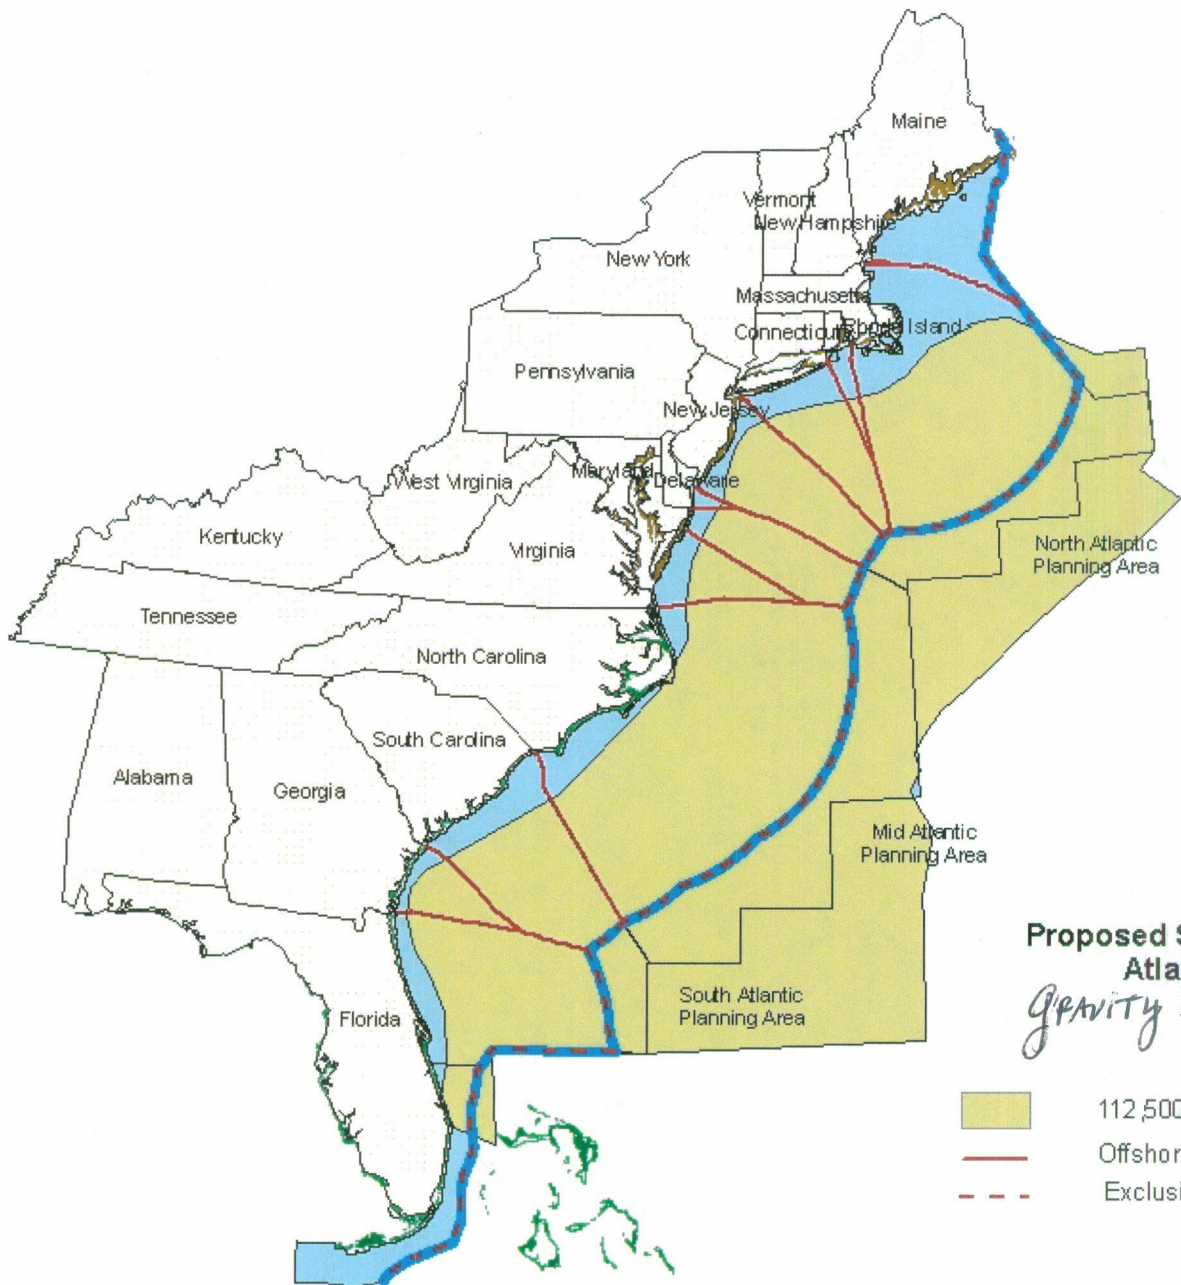 Maine
Vermont
New Hampshire
New York
Massachusetts
Connecticut
Rhode Island
Pennsylvania
New Jersey
Maryland
Delaware
West Virginia
Kentucky
Virginia
North Atlantic
Planning Area
Tennessee
North Carolina
South Carolina
Alabama
Georgia
Mid Atlantic
Planning Area
Proposed S
Atla
GRAVITY
South Atlantic
Planning Area
Florida
112,500
Offshor
Exclusi